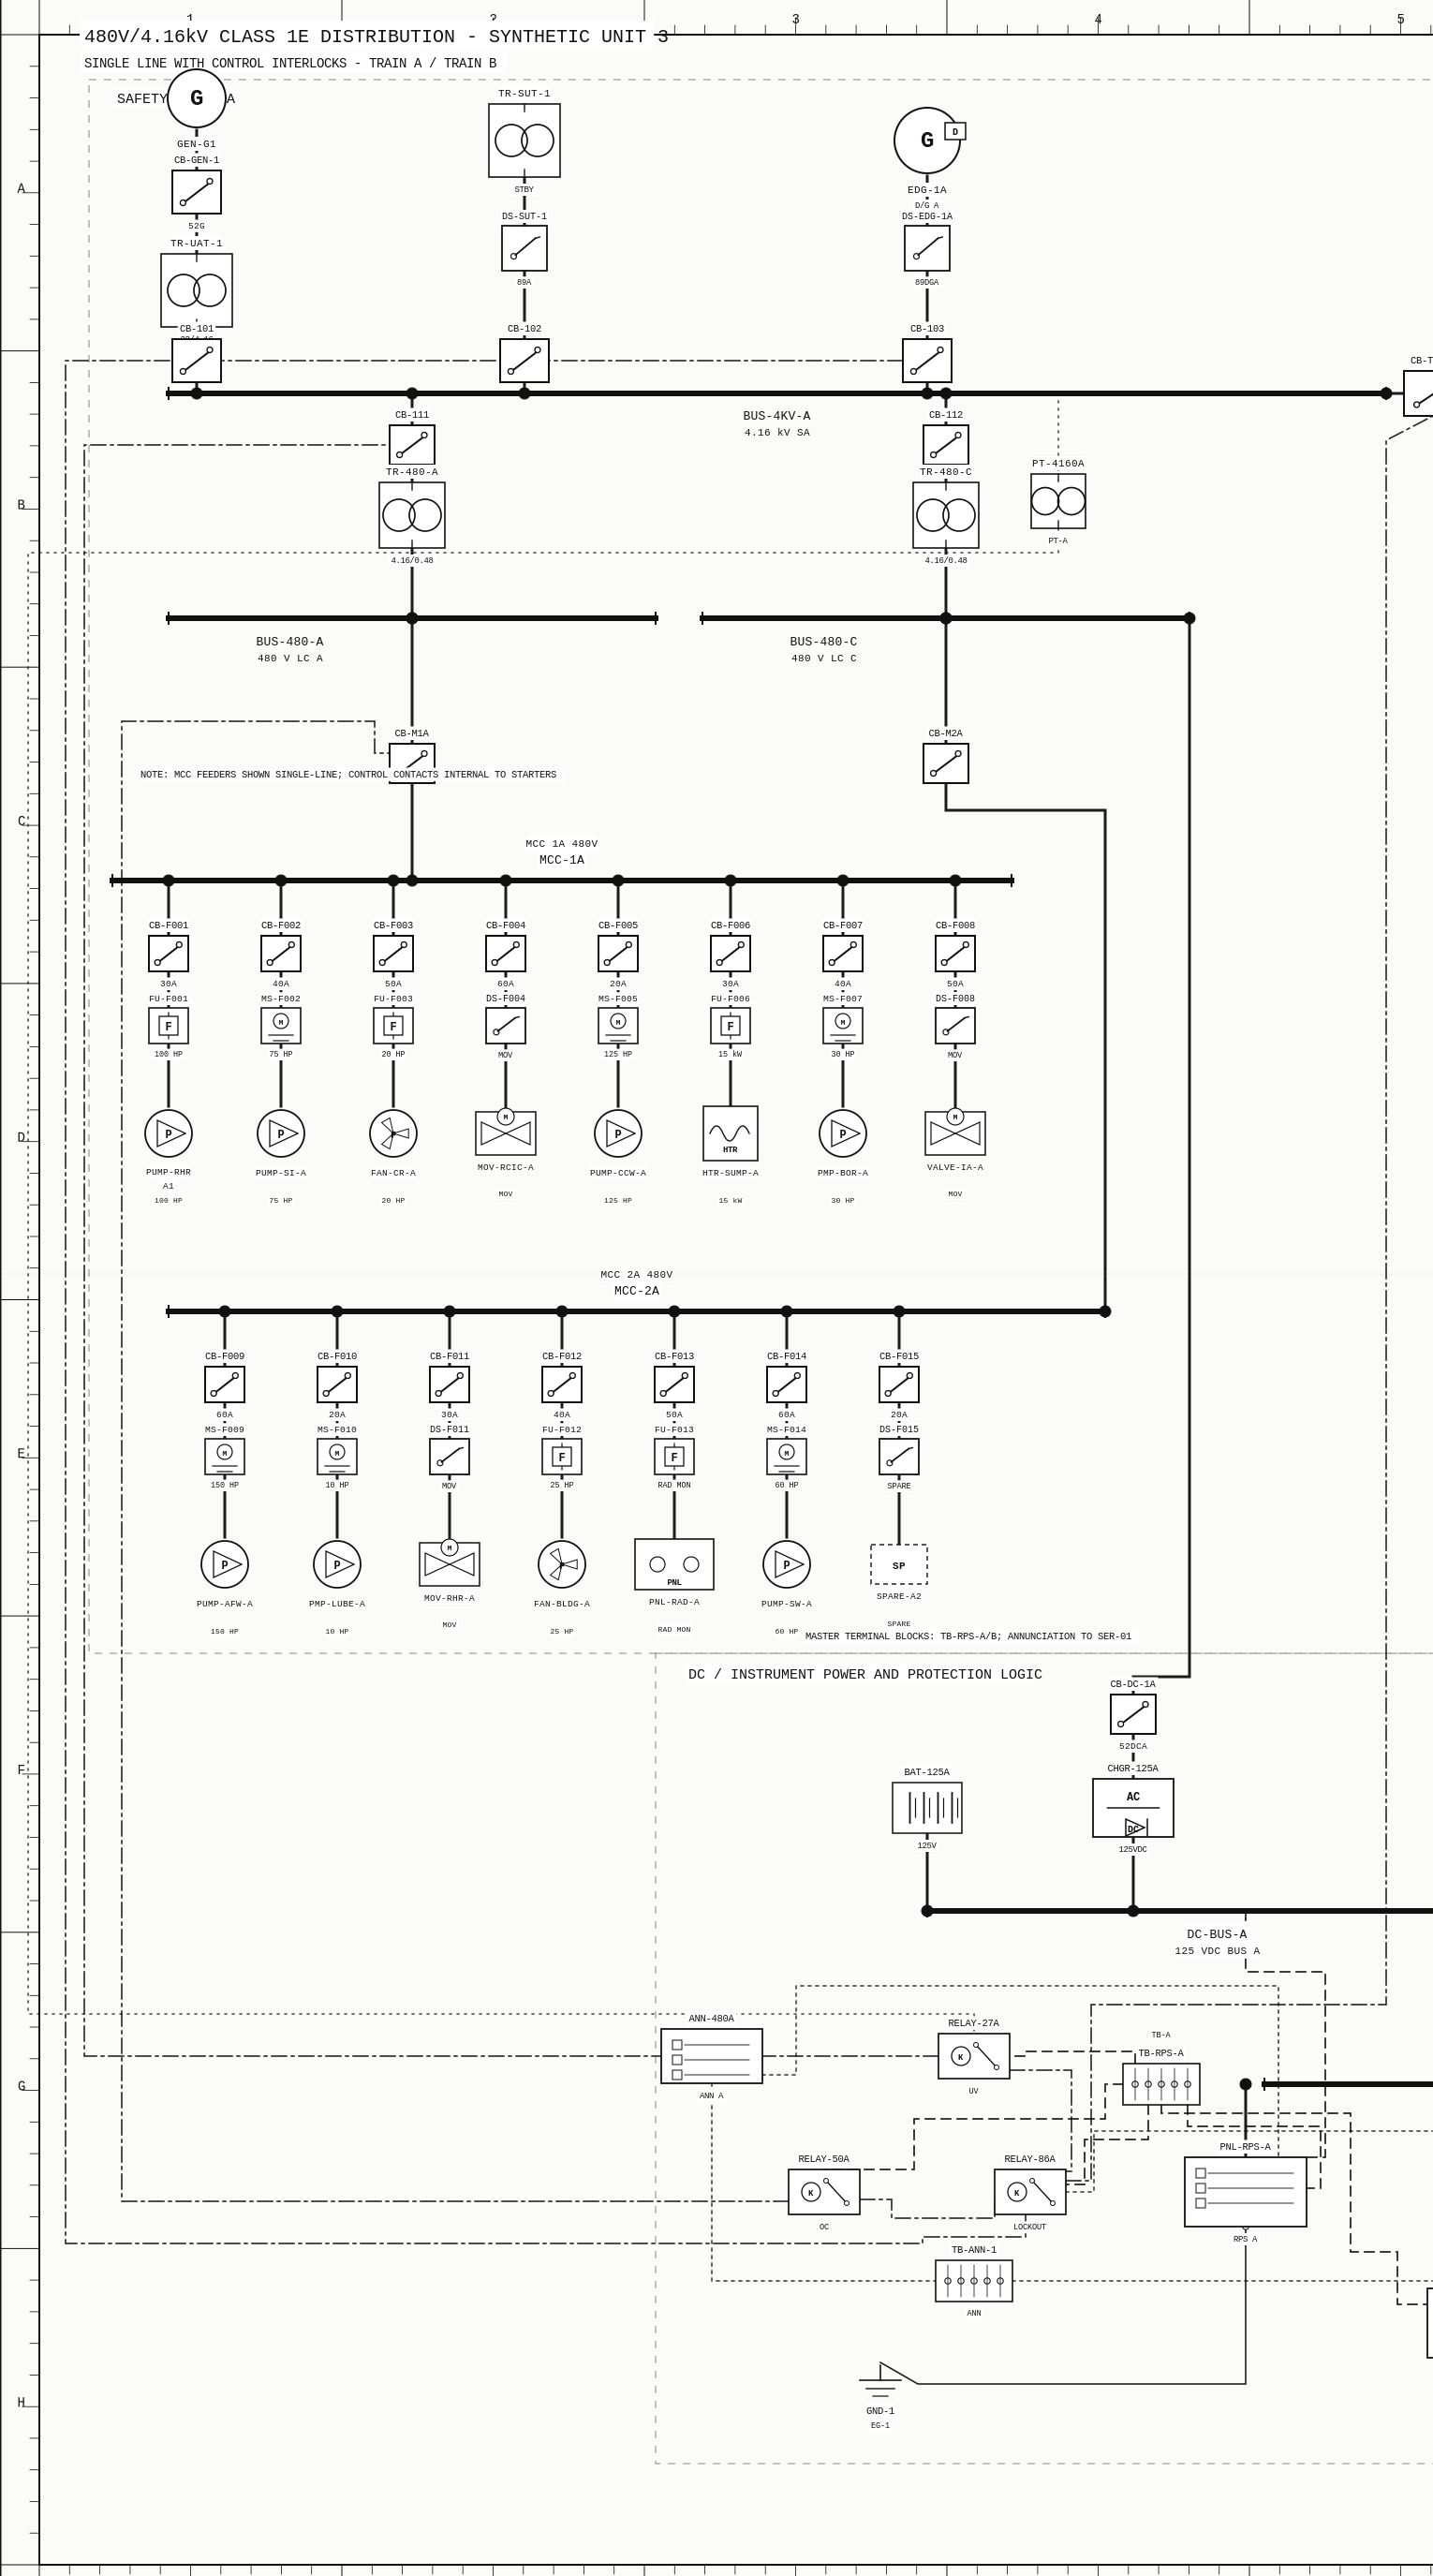 1
2
3
4
5
480V/4.16kV CLASS 1E DISTRIBUTION - SYNTHETIC UNIT 3
SINGLE LINE WITH CONTROL INTERLOCKS - TRAIN A / TRAIN B
SAFETY
G
A
GEN-G1
CB-GEN-1
52G
TR-UAT-1
CB-101
TR-SUT-1
STBY
DS-SUT-1
89A
CB-102
G
D
EDG-1A
D/G A
DS-EDG-1A
89DGA
CB-103
CB-T
A
BUS-4KV-A
4.16 kV SA
CB-111
TR-480-A
4.16/0.48
CB-112
TR-480-C
4.16/0.48
PT-4160A
PT-A
B
BUS-480-A
480 V LC A
BUS-480-C
480 V LC C
CB-M1A
CB-M2A
NOTE: MCC FEEDERS SHOWN SINGLE-LINE; CONTROL CONTACTS INTERNAL TO STARTERS
C
MCC 1A 480V
MCC-1A
CB-F001
CB-F002
CB-F003
CB-F004
CB-F005
CB-F006
CB-F007
CB-F008
30A
40A
50A
60A
20A
30A
40A
50A
FU-F001
MS-F002
FU-F003
DS-F004
MS-F005
FU-F006
MS-F007
DS-F008
F
M
F
M
F
M
100 HP
75 HP
20 HP
MOV
125 HP
15 kW
30 HP
MOV
D
P
P
M
P
HTR
P
M
PUMP-RHR
A1
PUMP-SI-A
FAN-CR-A
MOV-RCIC-A
PUMP-CCW-A
HTR-SUMP-A
PMP-BOR-A
VALVE-IA-A
100 HP
75 HP
20 HP
MOV
125 HP
15 kW
30 HP
MOV
MCC 2A 480V
MCC-2A
CB-F009
CB-F010
CB-F011
CB-F012
CB-F013
CB-F014
CB-F015
60A
20A
30A
40A
50A
60A
20A
MS-F009
MS-F010
DS-F011
FU-F012
FU-F013
MS-F014
DS-F015
E
M
M
F
F
M
150 HP
10 HP
MOV
25 HP
RAD MON
60 HP
SPARE
P
P
M
PNL
P
SP
PUMP-AFW-A
PMP-LUBE-A
MOV-RHR-A
FAN-BLDG-A
PNL-RAD-A
PUMP-SW-A
SPARE-A2
150 HP
10 HP
MOV
25 HP
RAD MON
60 HP
SPARE
MASTER TERMINAL BLOCKS: TB-RPS-A/B; ANNUNCIATION TO SER-01
DC / INSTRUMENT POWER AND PROTECTION LOGIC
CB-DC-1A
52DCA
F
BAT-125A
125V
CHGR-125A
AC
DC
125VDC
DC-BUS-A
125 VDC BUS A
ANN-480A
ANN A
RELAY-27A
K
UV
TB-A
TB-RPS-A
G
RELAY-50A
K
OC
RELAY-86A
K
LOCKOUT
PNL-RPS-A
RPS A
TB-ANN-1
ANN
H
GND-1
EG-1